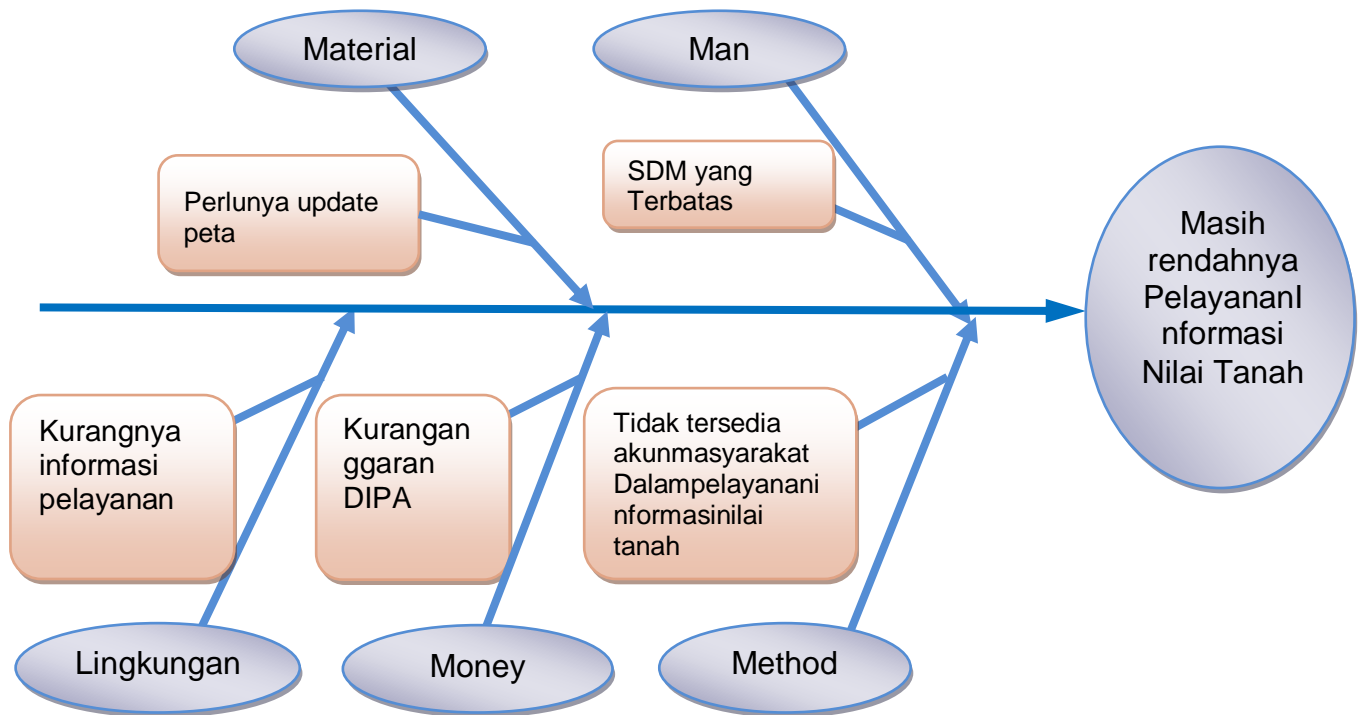 Material
Man
Perlunya update
peta
SDM yang
Terbatas
Masih
rendahnya
PelayananI
nformasi
Nilai Tanah
Kurangnya
informasi
pelayanan
Kurangan
ggaran
DIPA
Tidak tersedia
akunmasyarakat
Dalampelayanani
nformasinilai
tanah
Lingkungan
Money
Method